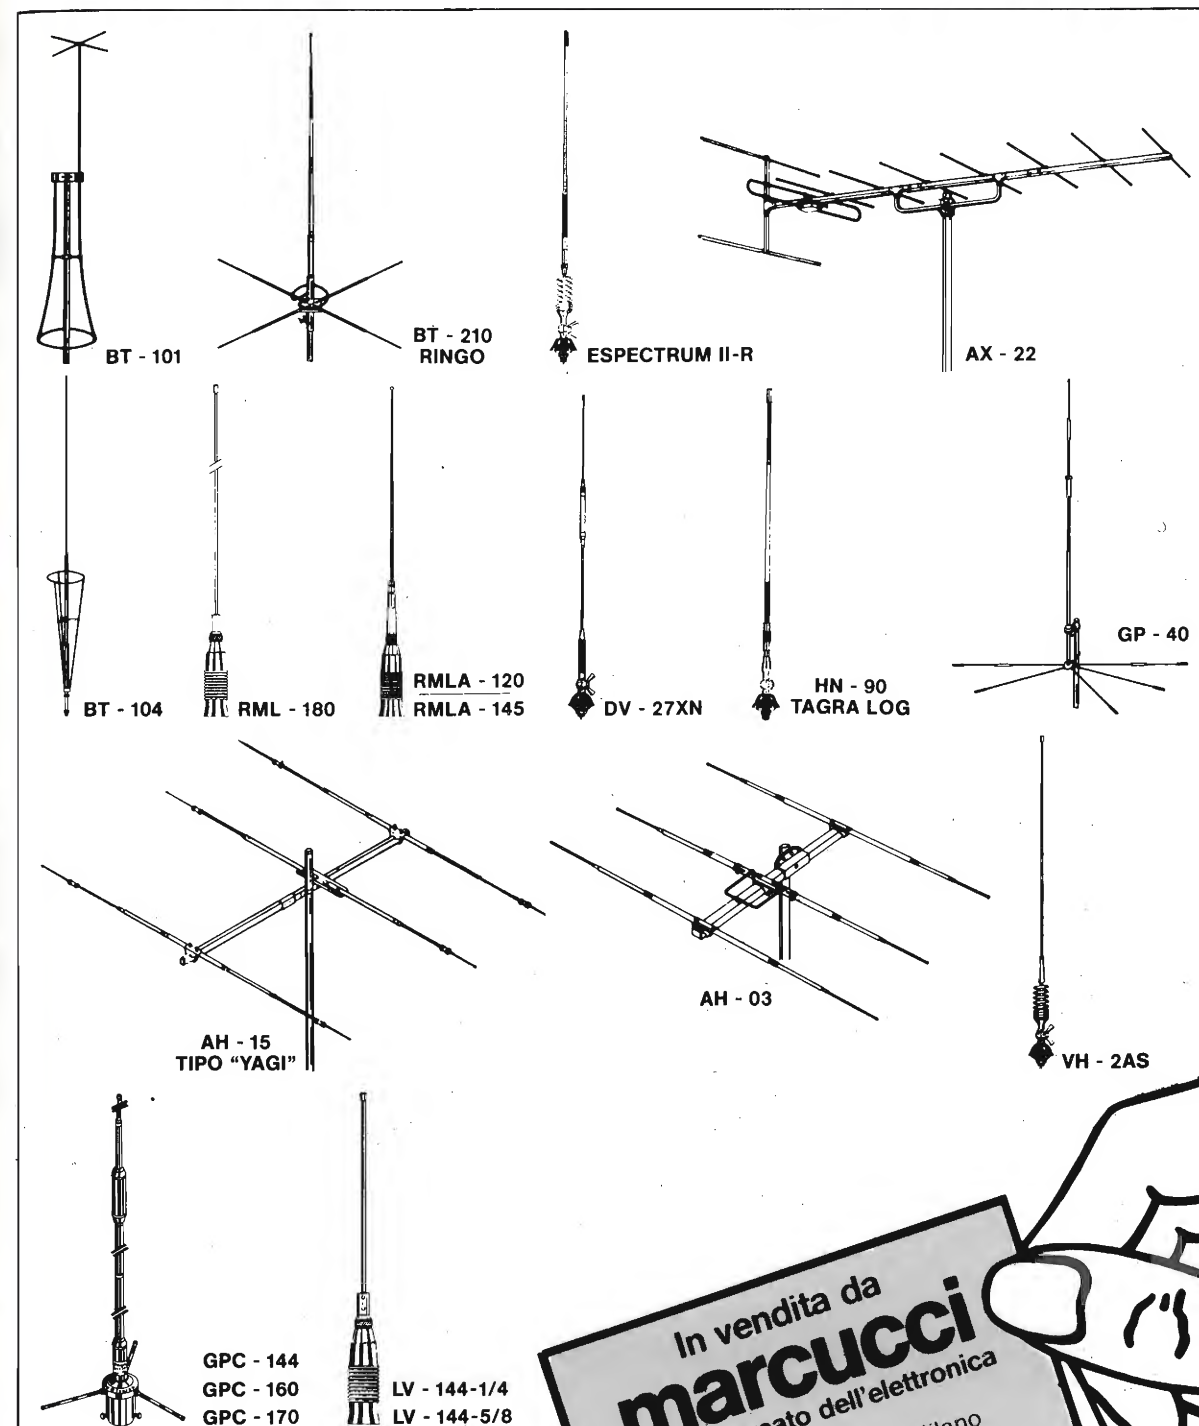 BT - 101
BT - 210
RINGO
ESPECTRUM II-R
AX - 22
BT - 104
RML - 180
RMLA - 120
RMLA - 145
DV - 27XN
HN - 90
TAGRA LOG
GP - 40
AH - 15
TIPO “YAGI”
AH - 03
VH - 2AS
GPC - 144
GPC - 160
GPC - 170
LV - 144-1/4
LV - 144-5/8
In vendita da
marcucci
dell'elettronica